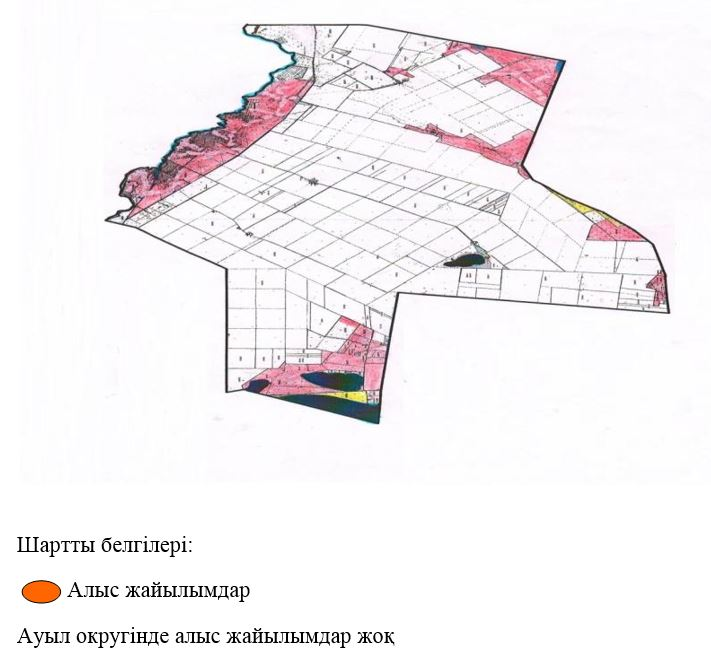 Шартты белгілері:
Алыс жайылымдар
Ауыл округінде алыс жайылымдар жоқ